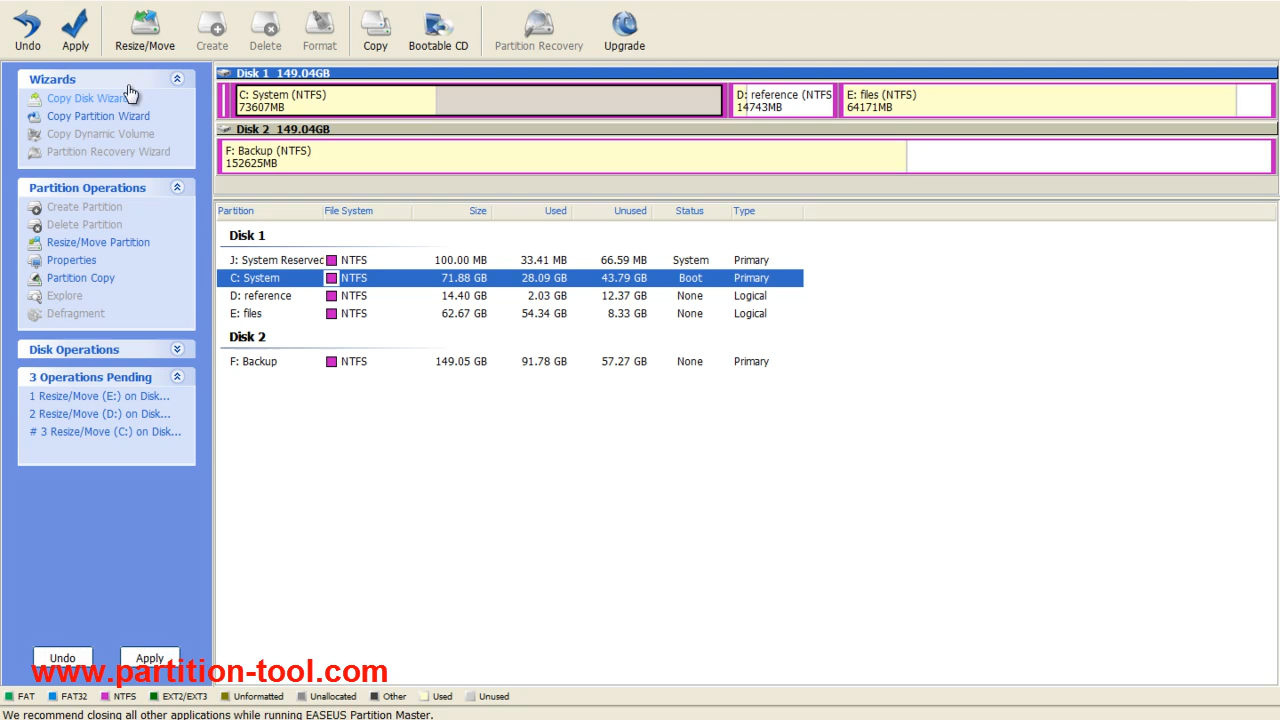 Undo Apply Resize/Move Create Delete Format Copy Bootable CD Partition Recovery Upgrade
Wizards
Copy Disk Wizard
Copy Partition Wizard
Copy Dynamic Volume
Partition Recovery Wizard
Partition Operations
Create Partition
Delete Partition
Resize/Move Partition
Properties
Partition Copy
Explore
Defragment
Disk Operations
3 Operations Pending
1 Resize/Move (E:) on Disk...
2 Resize/Move (D:) on Disk...
# 3 Resize/Move (C:) on Disk...
Undo Apply
Disk 1 149.04GB
C: System (NTFS) D: reference (NTFS E: files (NTFS)
73607MB 14743MB 64171MB
Disk 2 149.04GB
F: Backup (NTFS)
152625MB
Partition File System Size Used Unused Status Type
Disk 1
J: System Reserved NTFS 100.00 MB 33.41 MB 66.59 MB System Primary
C: System NTFS 71.88 GB 28.09 GB 43.79 GB Boot Primary
D: reference NTFS 14.40 GB 2.03 GB 12.37 GB None Logical
E: files NTFS 62.67 GB 54.34 GB 8.33 GB None Logical
Disk 2
F: Backup NTFS 149.05 GB 91.78 GB 57.27 GB None Primary
www.partition-tool.com
FAT FAT32 NTFS EXT2/EXT3 Unformatted Unallocated Other Used Unused
We recommend closing all other applications while running EASEUS Partition Master.